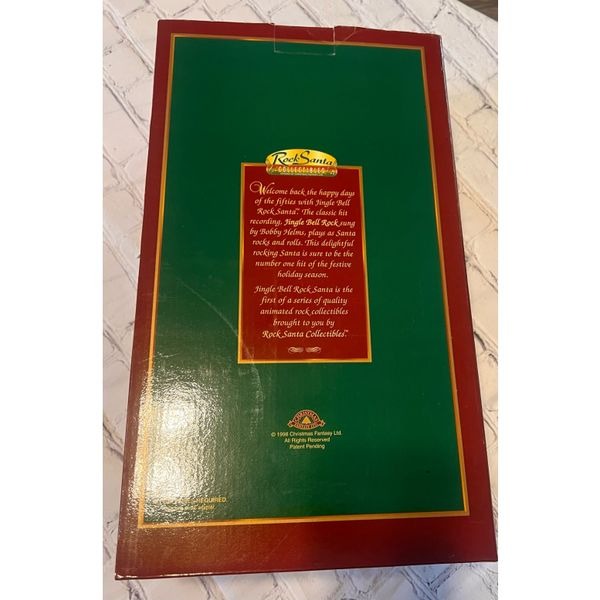 Rock Santa
COLLECTIBLES
Welcome back the happy days
of the fifties with Jingle Bell
Rock Santa™. The classic hit
recording, Jingle Bell Rock sung
by Bobby Helms, plays as Santa
rocks and rolls. This delightful
rocking Santa is sure to be the
number one hit of the festive
holiday season.
Jingle Bell Rock Santa is the
first of a series of quality
animated rock collectibles
brought to you by
Rock Santa Collectibles.™
CHRISTMAS
© 1998 Christmas Fantasy Ltd.
All Rights Reserved
Patent Pending
REQUIRED